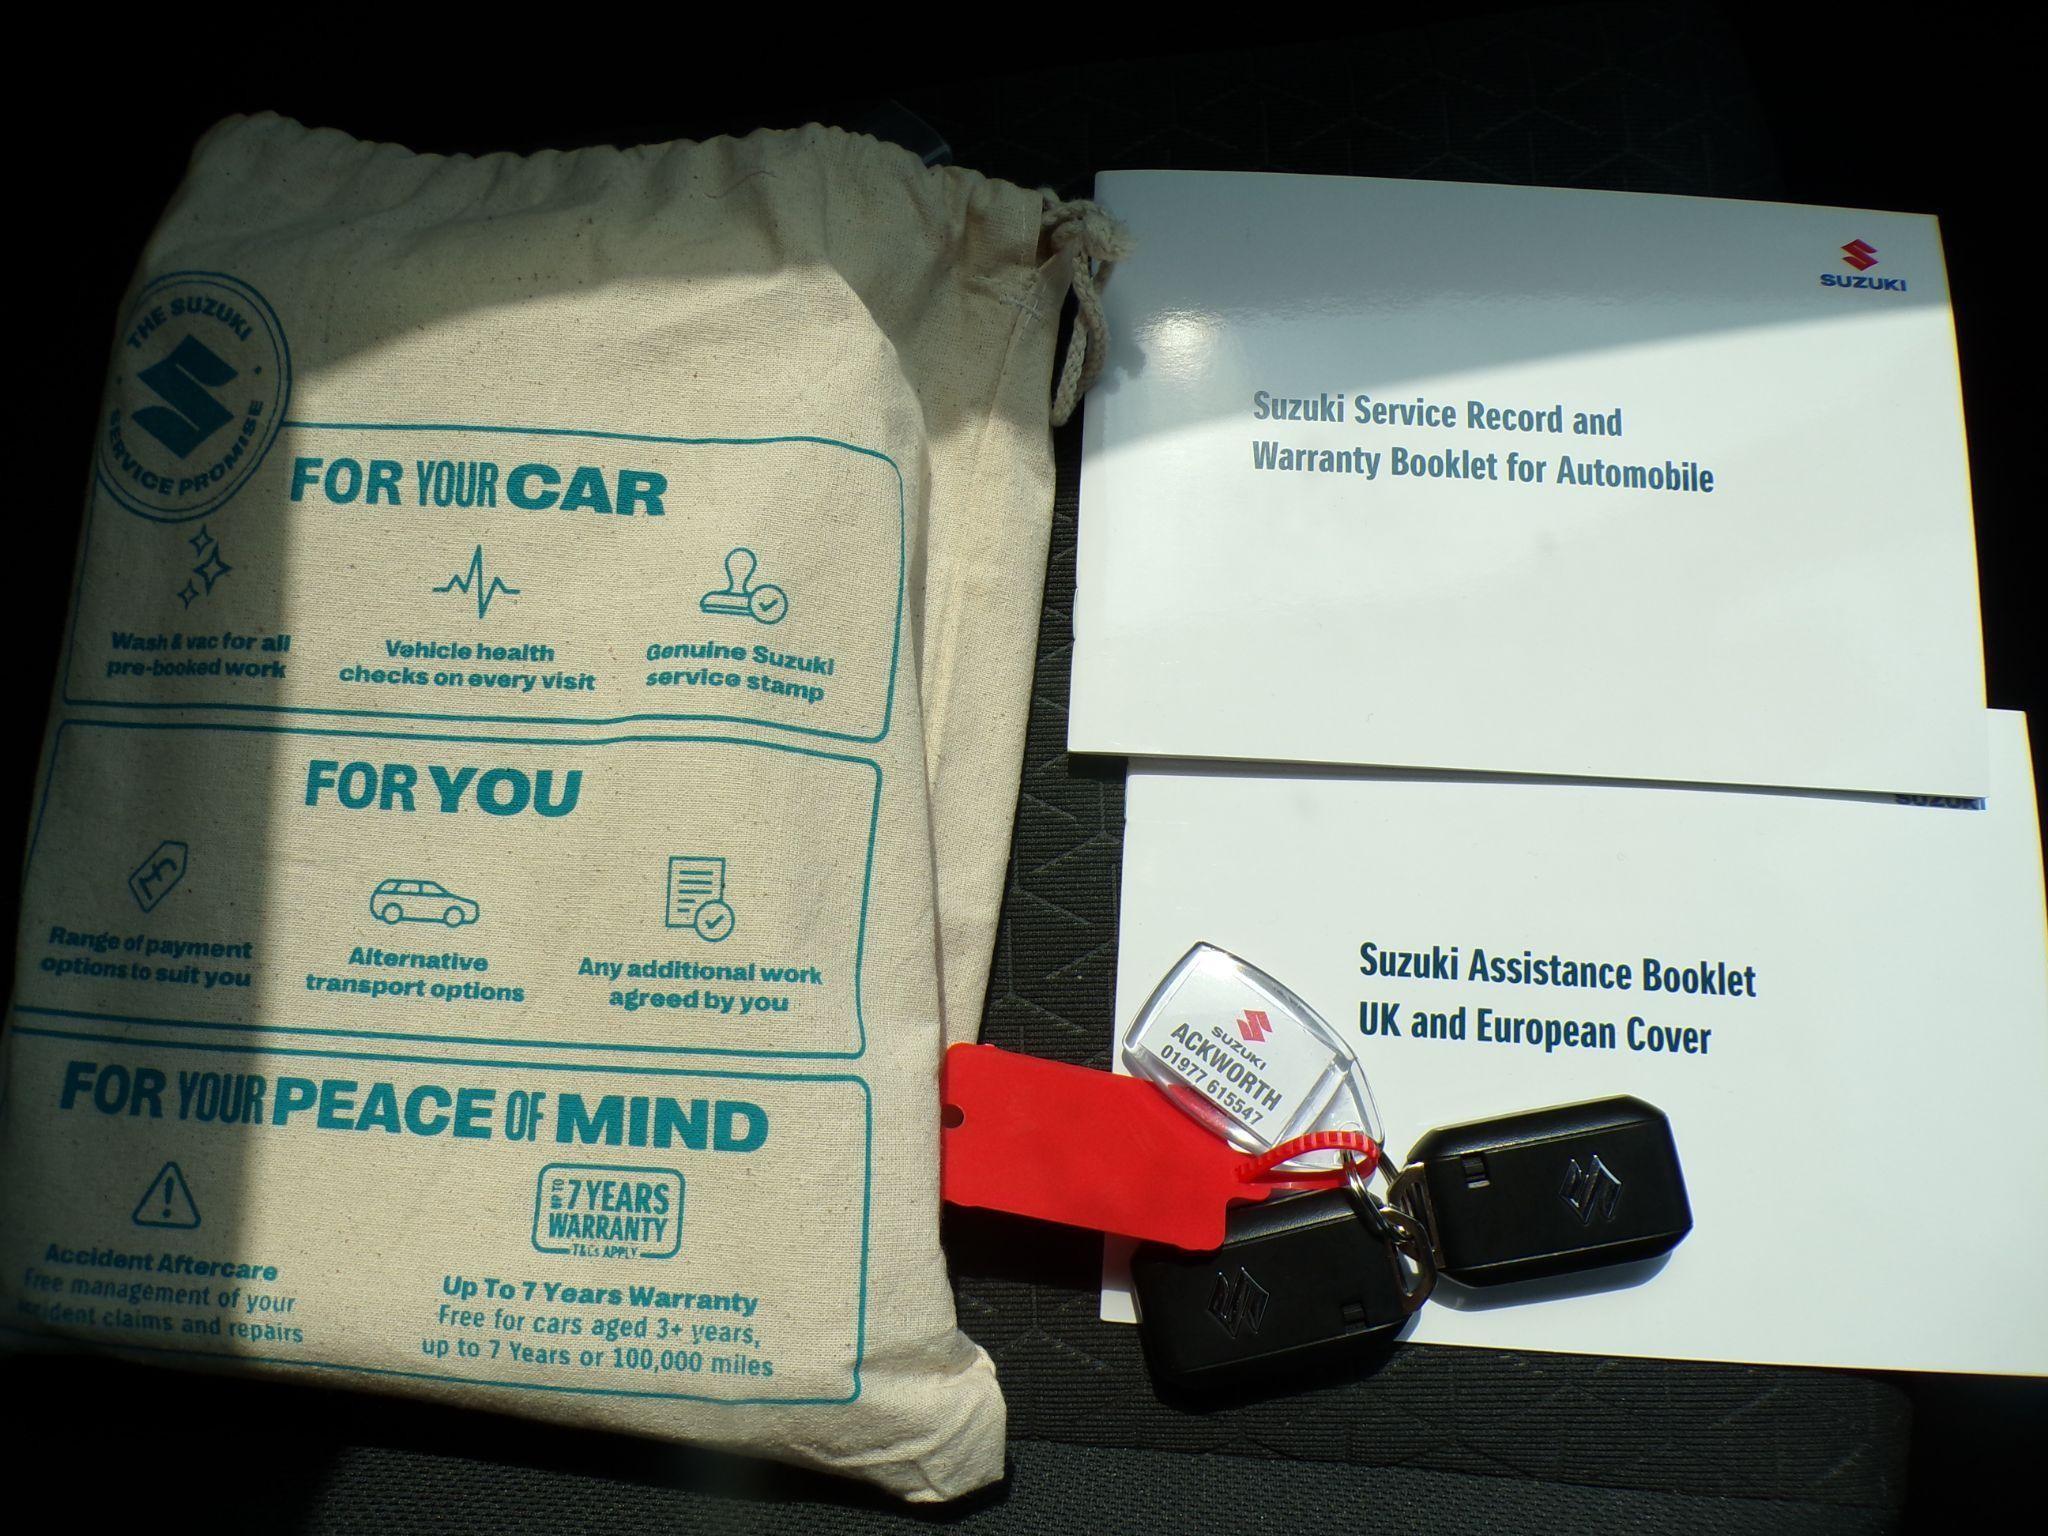 THE SUZUKI
SERVICE PROMISE
FOR YOUR CAR
Wash & vac for all
pre-booked work
Vehicle health
checks on every visit
Genuine Suzuki
service stamp
FOR YOU
£
Range of payment
options to suit you
Alternative
transport options
Any additional work
agreed by you
FOR YOUR PEACE OF MIND
Accident Aftercare
Free management of your
accident claims and repairs
UP TO
7 YEARS
WARRANTY
T&Cs APPLY
Up To 7 Years Warranty
Free for cars aged 3+ years,
up to 7 Years or 100,000 miles
SUZUKI
Suzuki Service Record and
Warranty Booklet for Automobile
SUZUKI
Suzuki Assistance Booklet
UK and European Cover
SUZUKI
ACKWORTH
01977 615547